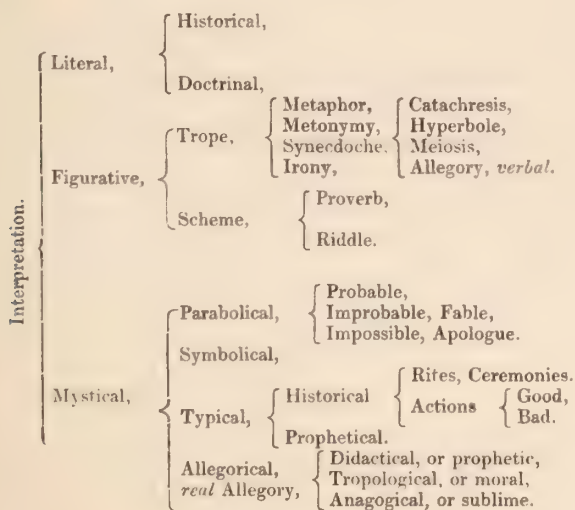 Interpretation.
Literal,
Historical,
Doctrinal,
Figurative,
Trope,
Metaphor,
Metonymy,
Synecdoche.
Irony,
Catachresis,
Hyperbole,
Meiosis,
Allegory, verbal.
Scheme,
Proverb,
Riddle.
Mystical,
Parabolical,
Probable,
Improbable, Fable,
Impossible, Apologue.
Symbolical,
Typical,
Historical
Rites, Ceremonies.
Actions
Good,
Bad.
Prophetical.
Allegorical,
real Allegory,
Didactical, or prophetic,
Tropological, or moral,
Anagogical, or sublime.